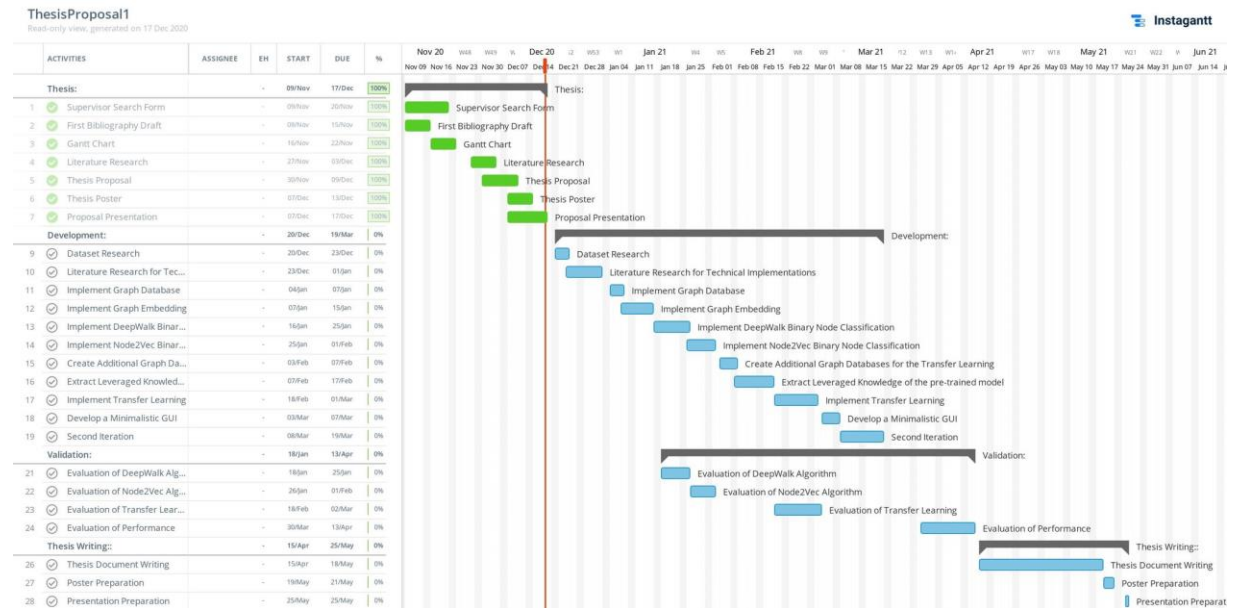 ThesisProposal1
Read-only view, generated on 17 Dec 2020
Instagantt
ACTIVITIES ASSIGNEE EH START DUE %
Nov 20 W48 W49 Dec 20 W53 W1 Jan 21 W4 W5 Feb 21 W8 W9 Mar 21 W13 Apr 21 W17 W18 May 21 W21 W22 Jun 21
Nov 09 Nov 16 Nov 23 Nov 30 Dec 07 Dec 14 Dec 21 Dec 28 Jan 04 Jan 11 Jan 18 Jan 25 Feb 01 Feb 08 Feb 15 Feb 22 Mar 01 Mar 08 Mar 15 Mar 22 Mar 29 Apr 05 Apr 12 Apr 19 Apr 26 May 03 May 10 May 17 May 24 May 31 Jun 07 Jun 14
Thesis: - 09/Nov 17/Dec 100% Thesis:
1 Supervisor Search Form - 09/Nov 20/Nov 100% Supervisor Search Form
2 First Bibliography Draft - 09/Nov 15/Nov 100% First Bibliography Draft
3 Gantt Chart - 16/Nov 22/Nov 100% Gantt Chart
4 Literature Research - 27/Nov 03/Dec 100% Literature Research
5 Thesis Proposal - 30/Nov 09/Dec 100% Thesis Proposal
6 Thesis Poster - 07/Dec 13/Dec 100% Thesis Poster
7 Proposal Presentation - 07/Dec 17/Dec 100% Proposal Presentation
Development: - 20/Dec 19/Mar 0% Development:
9 Dataset Research - 20/Dec 23/Dec 0% Dataset Research
10 Literature Research for Tec... - 23/Dec 01/Jan 0% Literature Research for Technical Implementations
11 Implement Graph Database - 04/Jan 07/Jan 0% Implement Graph Database
12 Implement Graph Embedding - 07/Jan 15/Jan 0% Implement Graph Embedding
13 Implement DeepWalk Binar... - 16/Jan 25/Jan 0% Implement DeepWalk Binary Node Classification
14 Implement Node2Vec Binar... - 25/Jan 01/Feb 0% Implement Node2Vec Binary Node Classification
15 Create Additional Graph Da... - 03/Feb 07/Feb 0% Create Additional Graph Databases for the Transfer Learning
16 Extract Leveraged Knowled... - 07/Feb 17/Feb 0% Extract Leveraged Knowledge of the pre-trained model
17 Implement Transfer Learning - 18/Feb 01/Mar 0% Implement Transfer Learning
18 Develop a Minimalistic GUI - 03/Mar 07/Mar 0% Develop a Minimalistic GUI
19 Second Iteration - 08/Mar 19/Mar 0% Second Iteration
Validation: - 18/Jan 13/Apr 0% Validation:
21 Evaluation of DeepWalk Alg... - 18/Jan 25/Jan 0% Evaluation of DeepWalk Algorithm
22 Evaluation of Node2Vec Alg... - 26/Jan 01/Feb 0% Evaluation of Node2Vec Algorithm
23 Evaluation of Transfer Lear... - 18/Feb 02/Mar 0% Evaluation of Transfer Learning
24 Evaluation of Performance - 30/Mar 13/Apr 0% Evaluation of Performance
Thesis Writing:: - 15/Apr 25/May 0% Thesis Writing::
26 Thesis Document Writing - 15/Apr 18/May 0% Thesis Document Writing
27 Poster Preparation - 19/May 21/May 0% Poster Preparation
28 Presentation Preparation - 25/May 25/May 0% Presentation Preparat